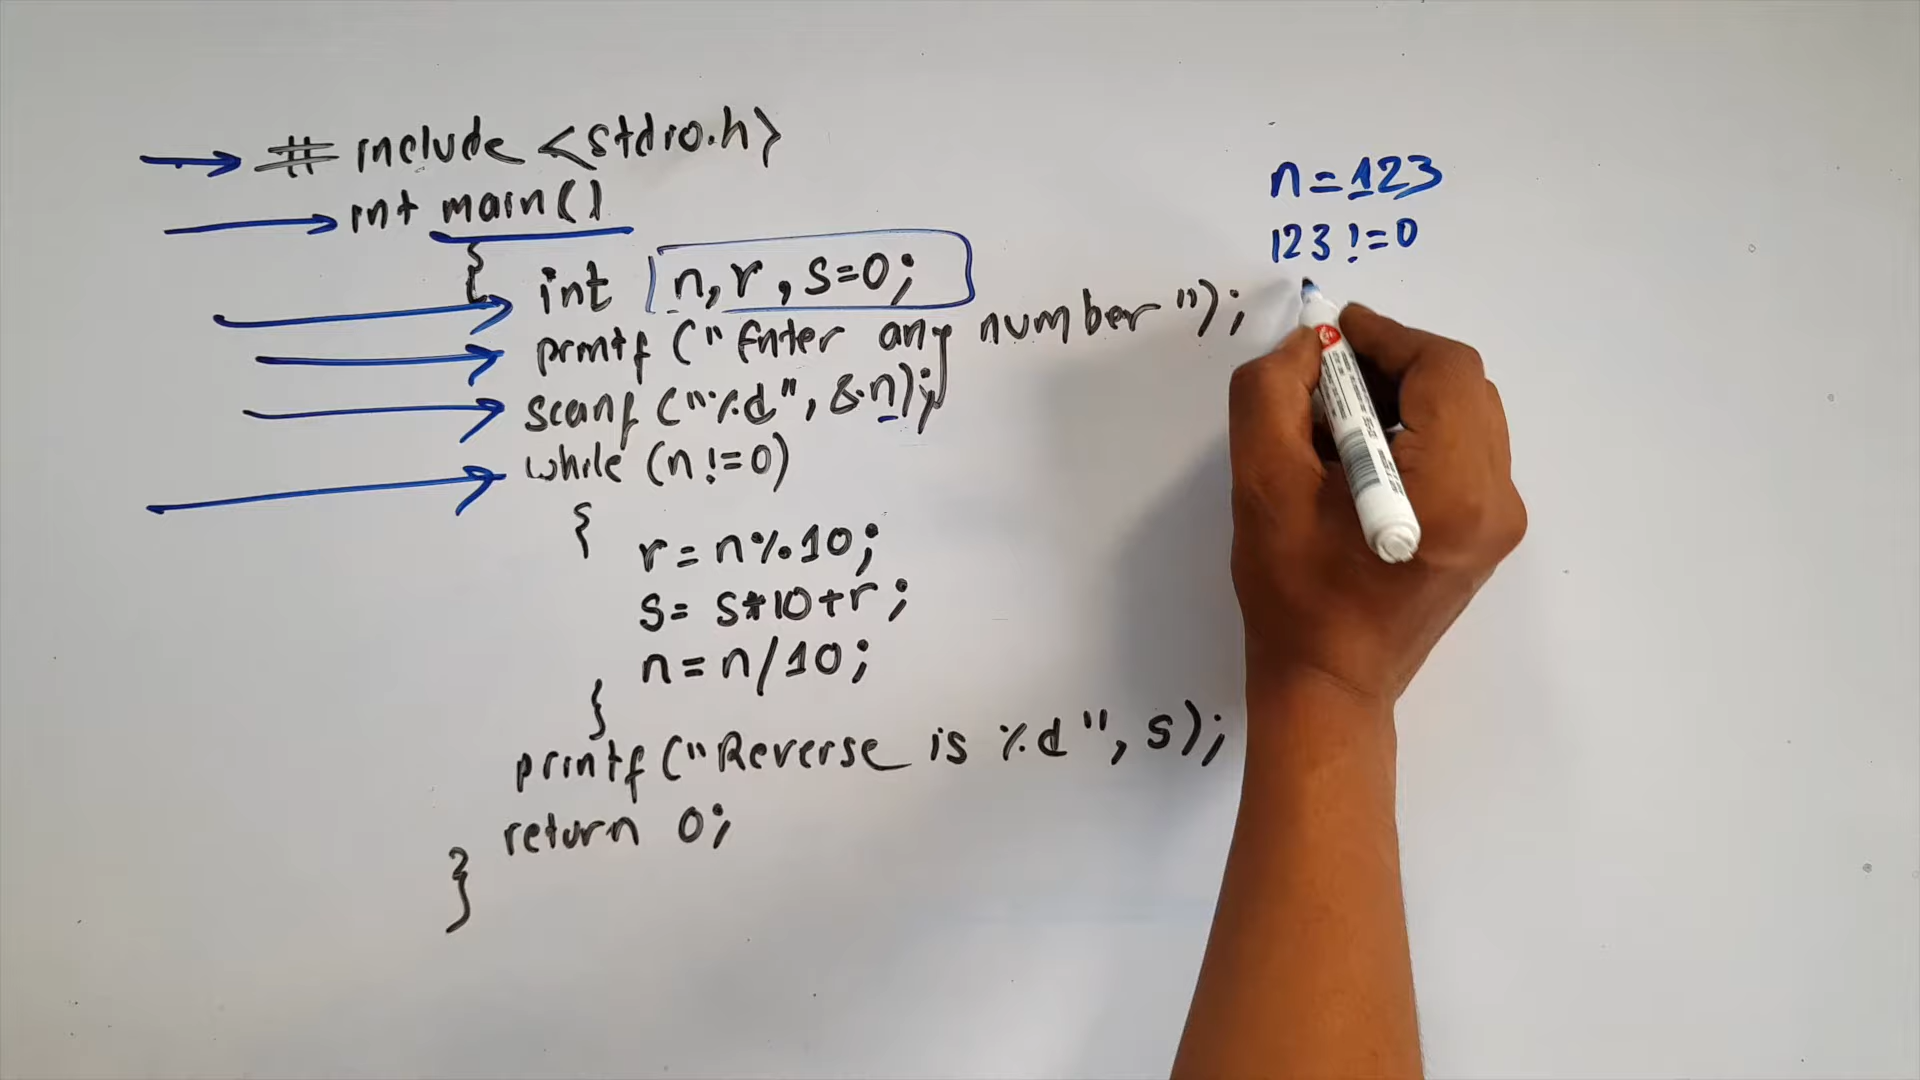 # include <stdio.h>
int main()
{
int n, r, s=0;
printf ("Enter any number");
scanf ("%d", &n);
while (n!=0)
{
r = n%10;
s= s*10+r;
n=n/10;
}
printf ("Reverse is %d", s);
return 0;
}
n=123
123!=0